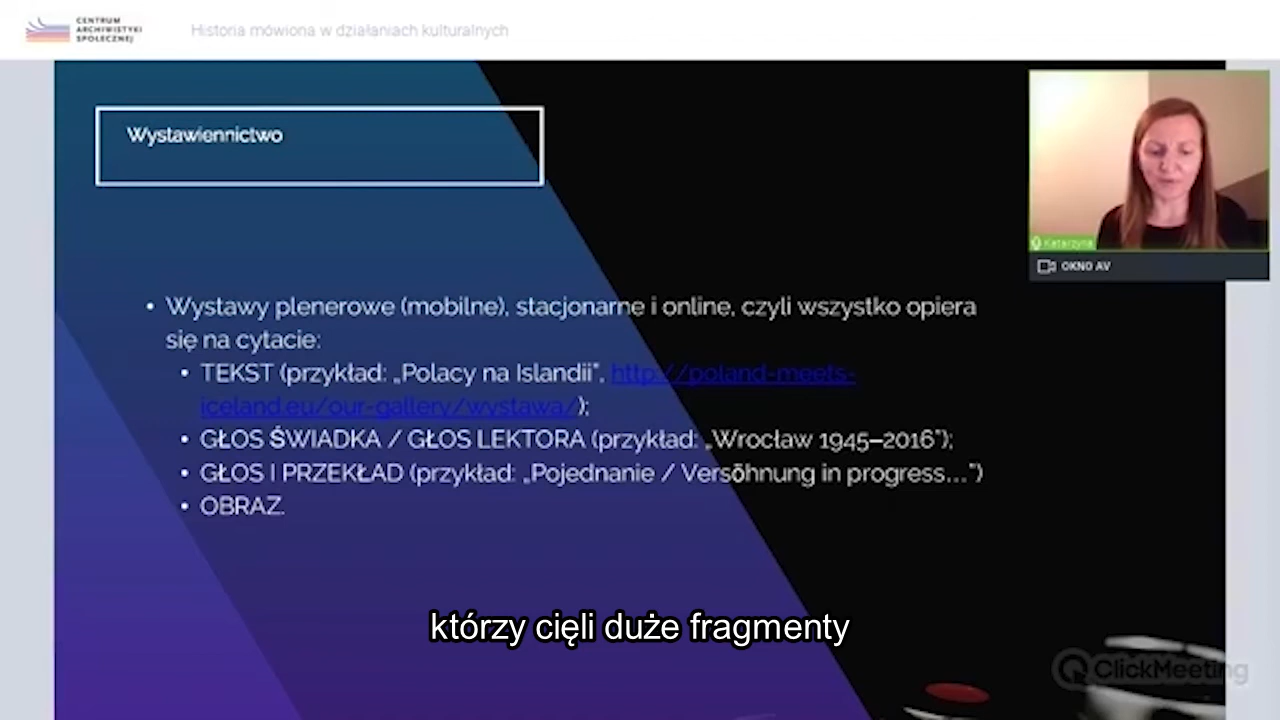 CENTRUM
ARCHIWISTYKI
SPOŁECZNEJ
Historia mówiona w działaniach kulturalnych
Wystawiennictwo
Katarzyna
OKNO AV
• Wystawy plenerowe (mobilne), stacjonarne i online, czyli wszystko opiera
się na cytacie:
• TEKST (przykład: „Polacy na Islandii”, http://poland-meets-
iceland.eu/our-gallery/wystawa/);
• GŁOS ŚWIADKA / GŁOS LEKTORA (przykład: „Wrocław 1945–2016”);
• GŁOS I PRZEKŁAD (przykład: „Pojednanie / Versöhnung in progress…”)
• OBRAZ.
którzy cięli duże fragmenty
ClickMeeting